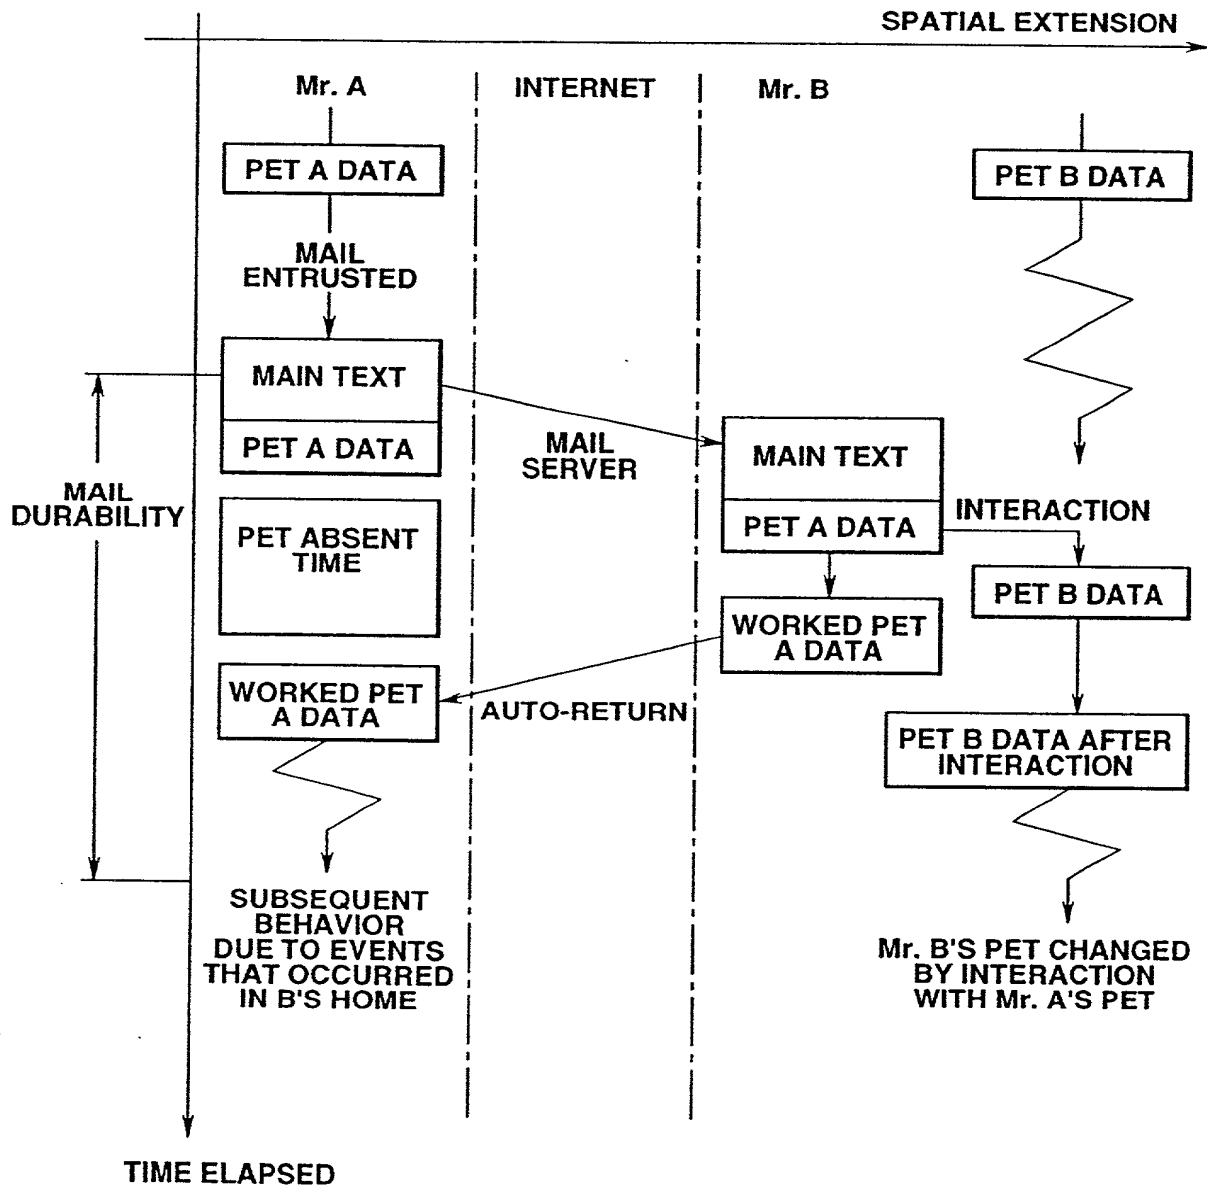 SPATIAL EXTENSION
Mr. A
INTERNET
Mr. B
PET A DATA
PET B DATA
MAIL
ENTRUSTED
MAIN TEXT
PET A DATA
MAIL
SERVER
MAIN TEXT
PET A DATA
INTERACTION
MAIL
DURABILITY
PET ABSENT
TIME
PET B DATA
WORKED PET
A DATA
WORKED PET
A DATA
AUTO-RETURN
PET B DATA AFTER
INTERACTION
SUBSEQUENT
BEHAVIOR
DUE TO EVENTS
THAT OCCURRED
IN B'S HOME
Mr. B'S PET CHANGED
BY INTERACTION
WITH Mr. A'S PET
TIME ELAPSED